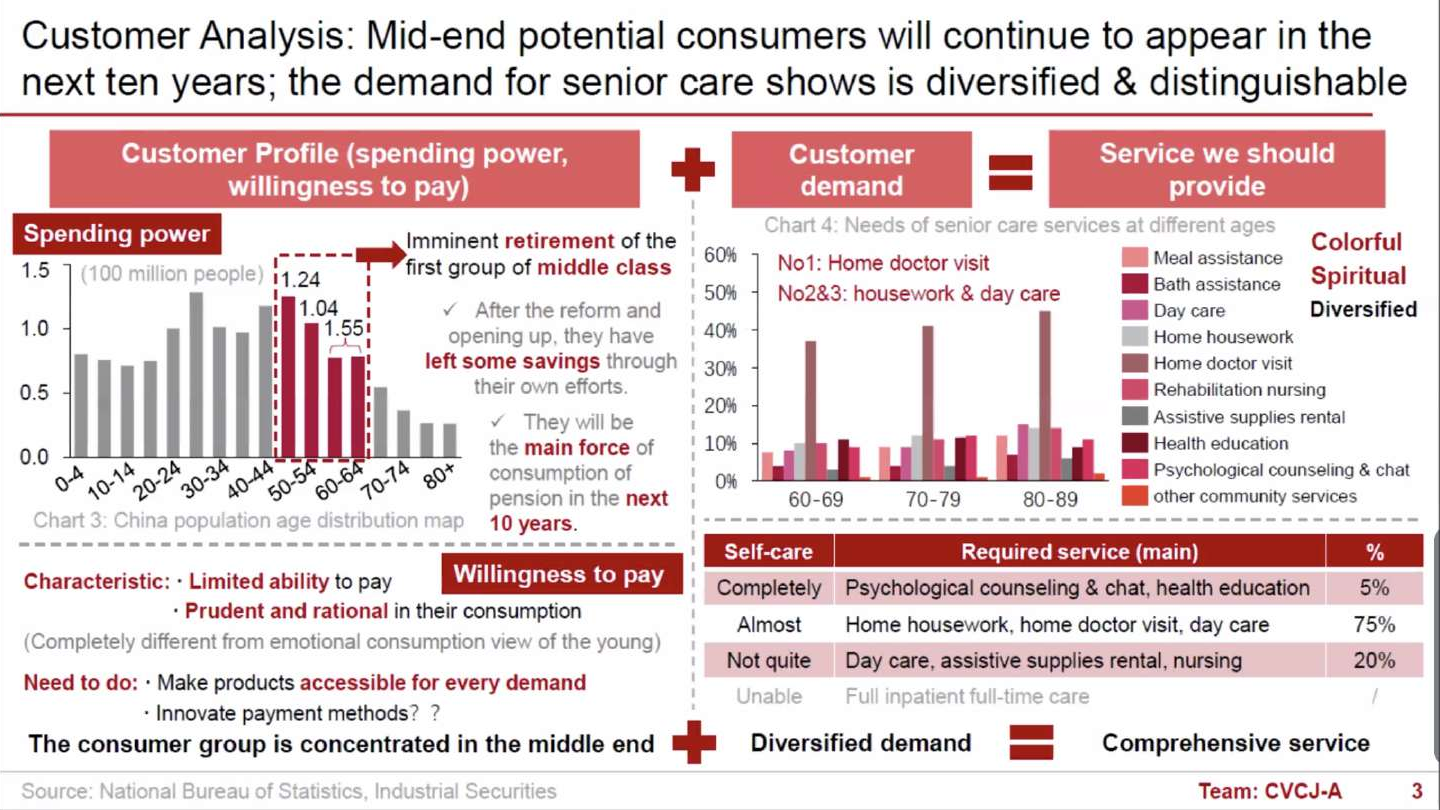 Customer Analysis: Mid-end potential consumers will continue to appear in the
next ten years; the demand for senior care shows is diversified & distinguishable
Customer Profile (spending power,
willingness to pay)
Customer
demand
Service we should
provide
Spending power
(100 million people)
1.5
1.0
0.5
0.0
1.24
1.04
1.55
0-4
10-14
20-24
30-34
40-44
50-54
60-64
70-74
80+
Chart 3: China population age distribution map
Imminent retirement of the
first group of middle class
✓ After the reform and
opening up, they have
left some savings through
their own efforts.
✓ They will be
the main force of
consumption of
pension in the next
10 years.
Willingness to pay
Characteristic: · Limited ability to pay
· Prudent and rational in their consumption
(Completely different from emotional consumption view of the young)
Need to do: · Make products accessible for every demand
· Innovate payment methods? ?
Chart 4: Needs of senior care services at different ages
60%
50%
40%
30%
20%
10%
0%
No1: Home doctor visit
No2&3: housework & day care
60-69
70-79
80-89
Meal assistance
Bath assistance
Day care
Home housework
Home doctor visit
Rehabilitation nursing
Assistive supplies rental
Health education
Psychological counseling & chat
other community services
Colorful
Spiritual
Diversified
Self-care Required service (main) %
Completely Psychological counseling & chat, health education 5%
Almost Home housework, home doctor visit, day care 75%
Not quite Day care, assistive supplies rental, nursing 20%
Unable Full inpatient full-time care /
The consumer group is concentrated in the middle end
Diversified demand
Comprehensive service
Source: National Bureau of Statistics, Industrial Securities
Team: CVCJ-A
3